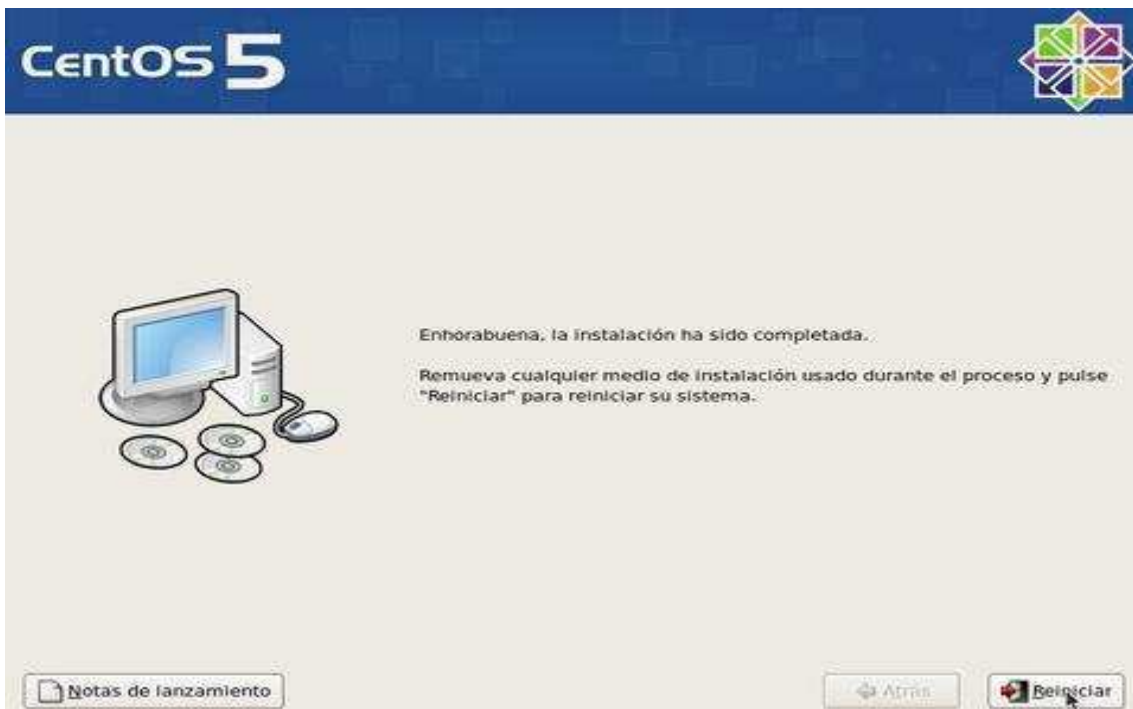 CentOS 5
Enhorabuena, la instalación ha sido completada.
Remueva cualquier medio de instalación usado durante el proceso y pulse
"Reiniciar" para reiniciar su sistema.
Notas de lanzamiento
Atrás
Reiniciar